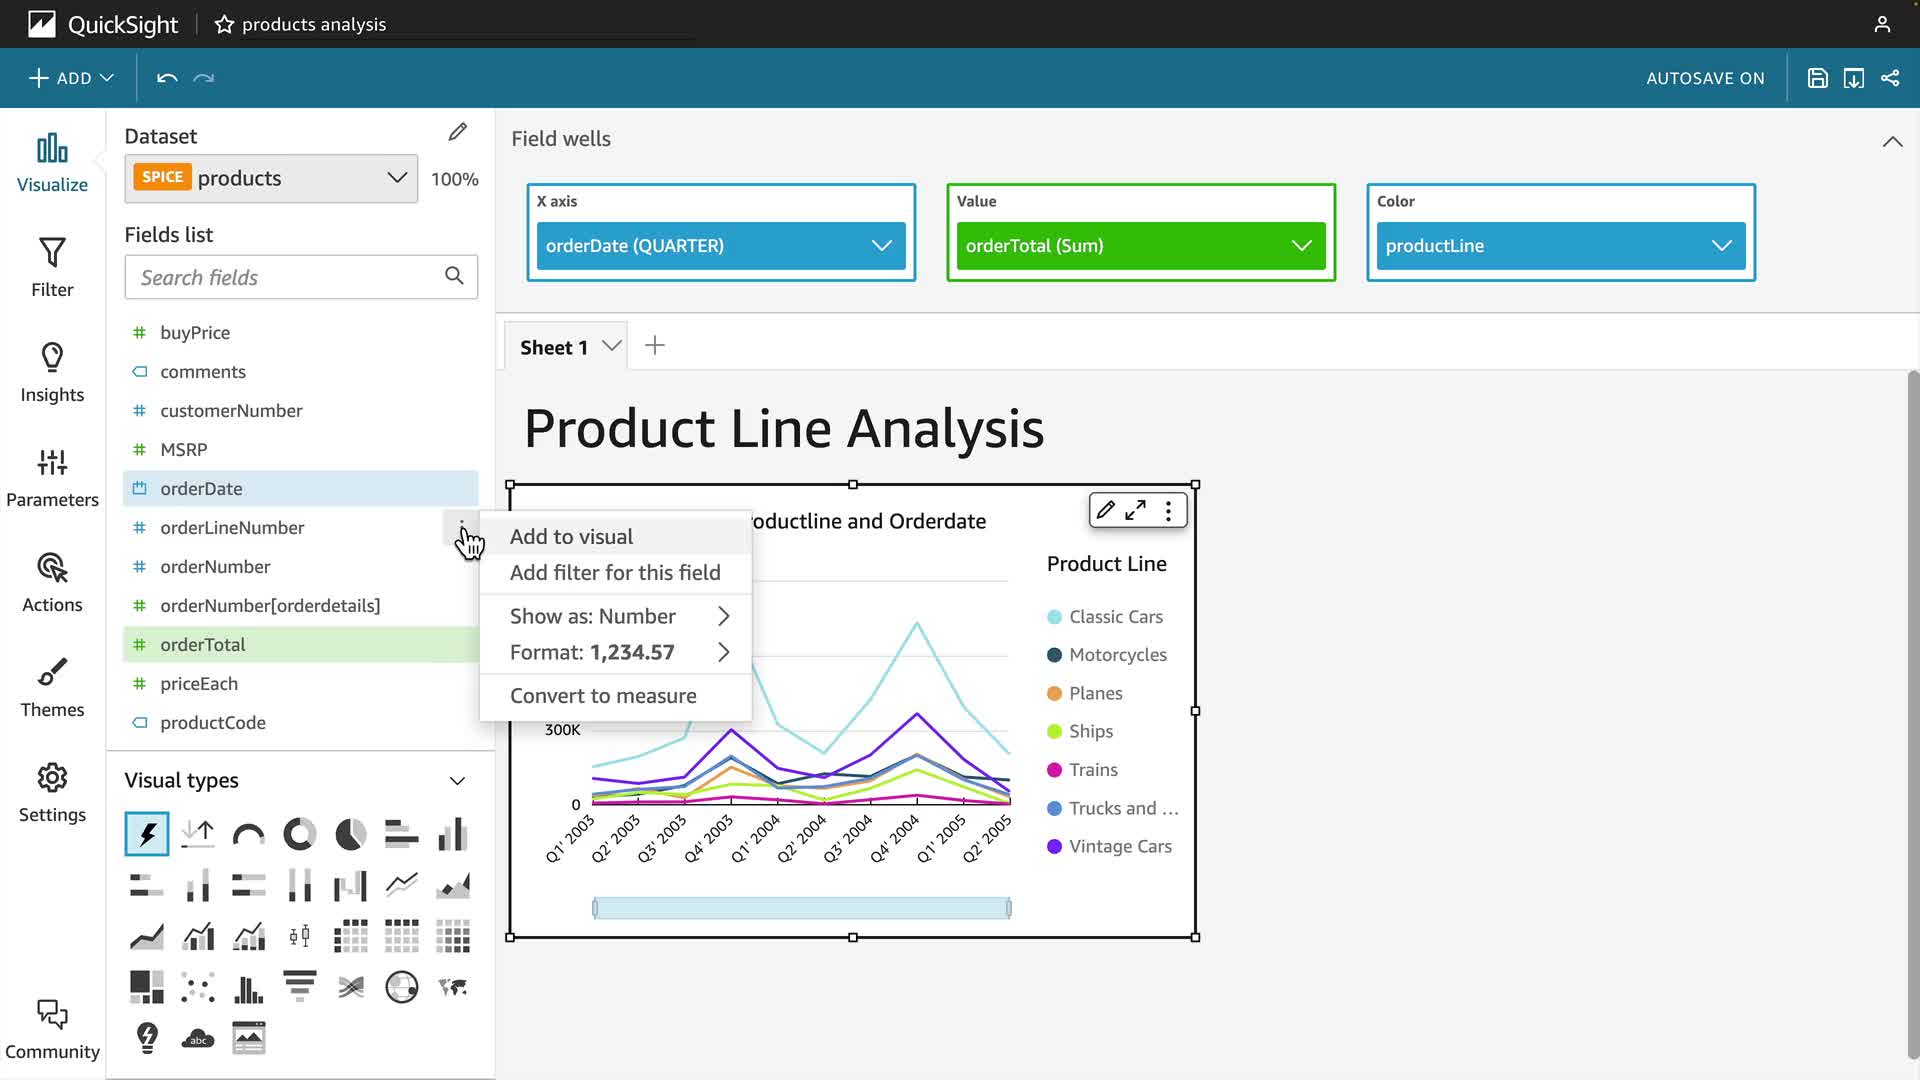 QuickSight
products analysis
ADD
AUTOSAVE ON
Visualize
Filter
Insights
Parameters
Actions
Themes
Settings
Community
Dataset
SPICE products
100%
Fields list
Search fields
buyPrice
comments
customerNumber
MSRP
orderDate
orderLineNumber
orderNumber
orderNumber[orderdetails]
orderTotal
priceEach
productCode
Add to visual
Add filter for this field
Show as: Number
Format: 1,234.57
Convert to measure
Visual types
abc
Field wells
X axis
orderDate (QUARTER)
Value
orderTotal (Sum)
Color
productLine
Sheet 1
Product Line Analysis
oductline and Orderdate
300K
0
Q1' 2003
Q2' 2003
Q3' 2003
Q4' 2003
Q1' 2004
Q2' 2004
Q3' 2004
Q4' 2004
Q1' 2005
Q2' 2005
Product Line
Classic Cars
Motorcycles
Planes
Ships
Trains
Trucks and ...
Vintage Cars